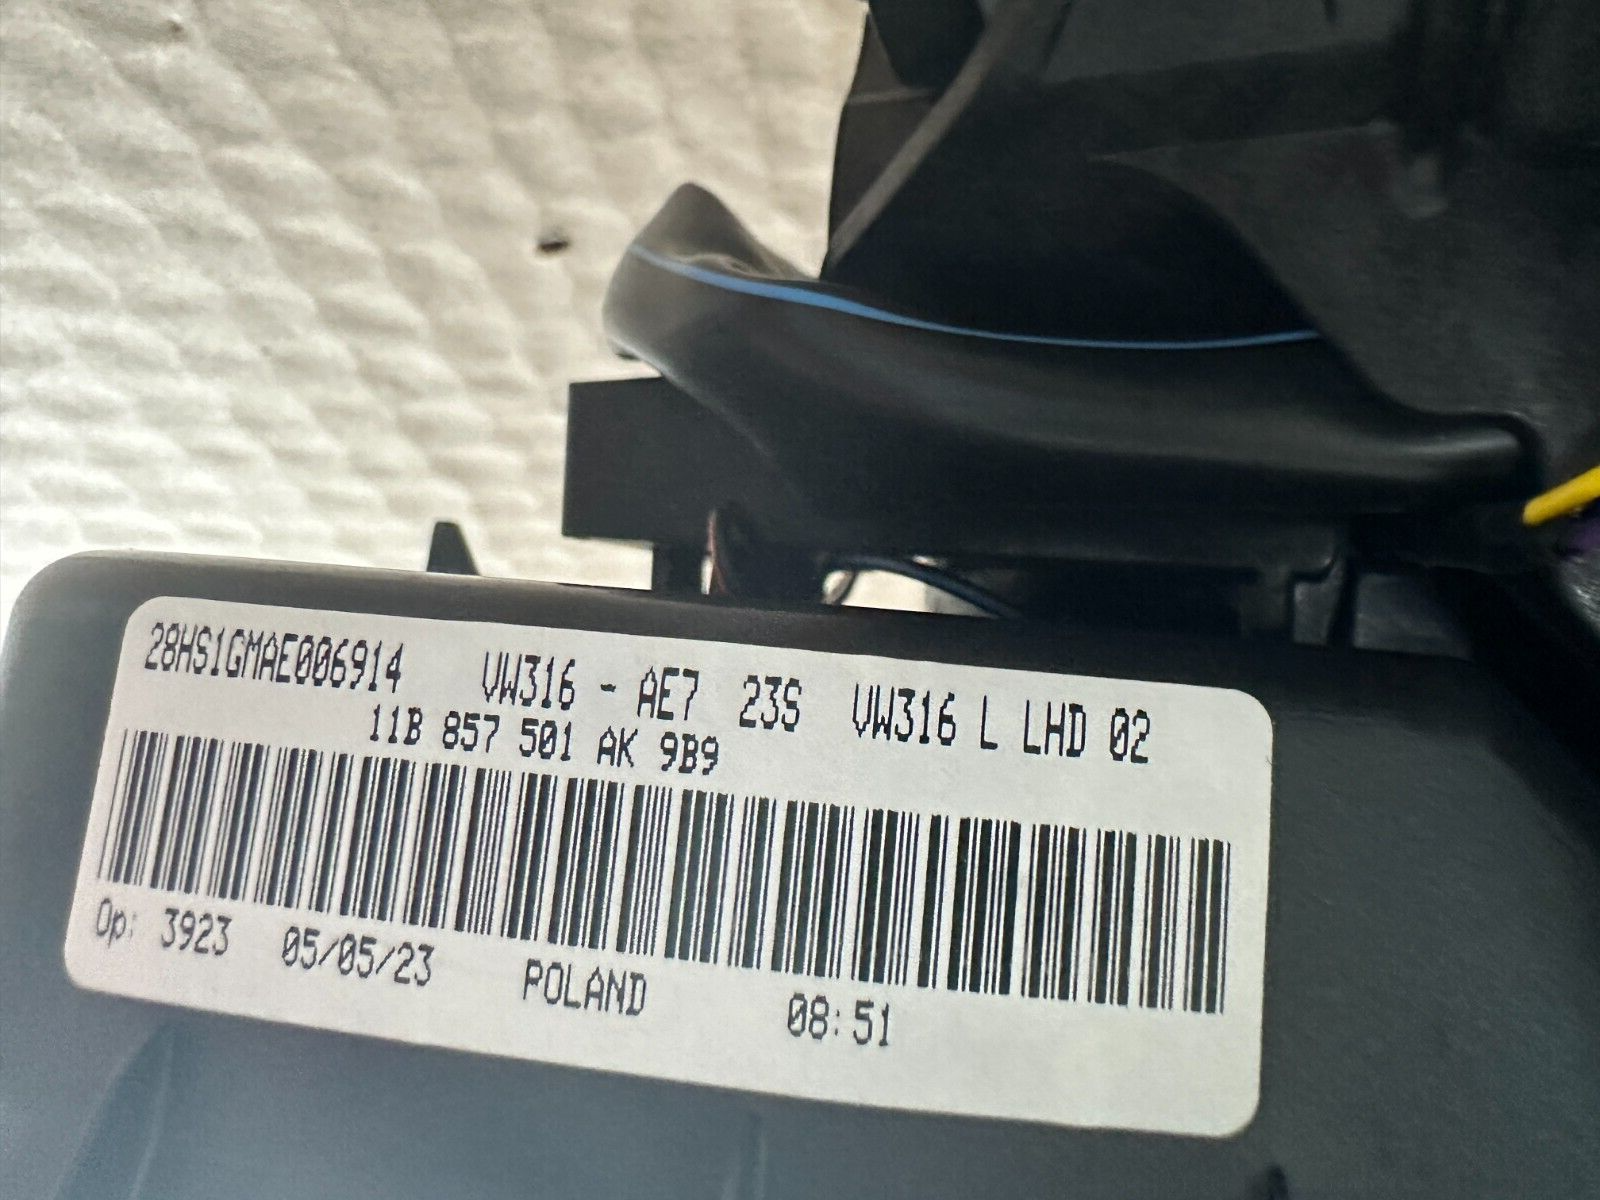 28HS1GMAE006914 VW316 - AE7 23S VW316 L LHD 02
11B 857 501 AK 9B9
Op: 3923 05/05/23 POLAND 08:51